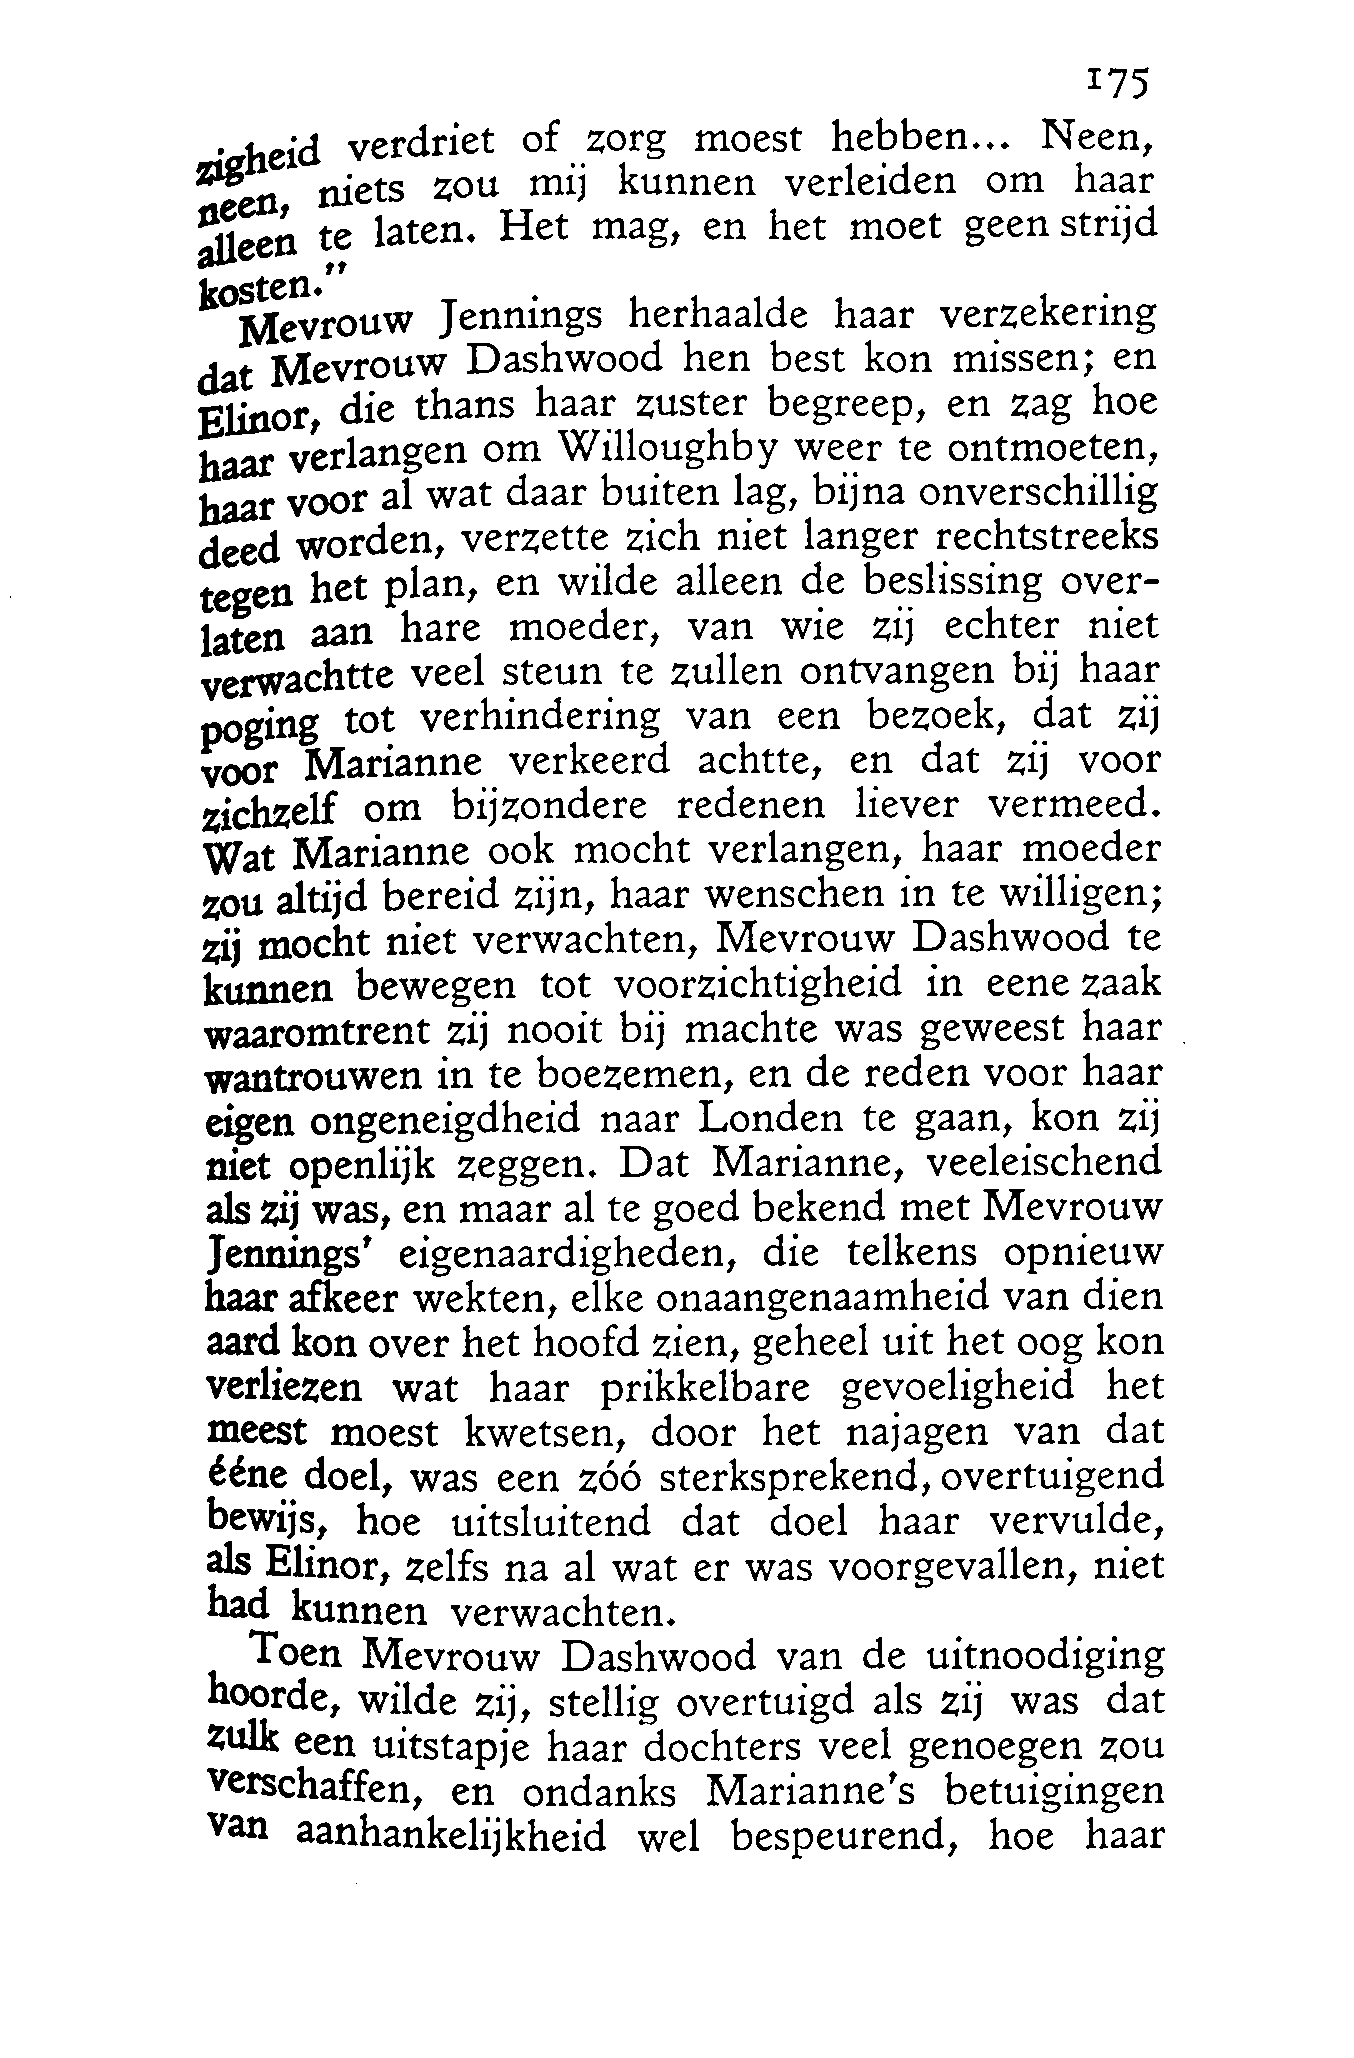 175
zigheid verdriet of zorg moest hebben... Neen,
neen, niets zou mij kunnen verleiden om haar
alleen te laten. Het mag, en het moet geen strijd
kosten."
Mevrouw Jennings herhaalde haar verzekering
dat Mevrouw Dashwood hen best kon missen; en
Elinor, die thans haar zuster begreep, en zag hoe
haar verlangen om Willoughby weer te ontmoeten,
haar voor al wat daar buiten lag, bijna onverschillig
deed worden, verzette zich niet langer rechtstreeks
tegen het plan, en wilde alleen de beslissing over-
laten aan hare moeder, van wie zij echter niet
verwachtte veel steun te zullen ontvangen bij haar
poging tot verhindering van een bezoek, dat zij
voor Marianne verkeerd achtte, en dat zij voor
zichzelf om bijzondere redenen liever vermeed.
Wat Marianne ook mocht verlangen, haar moeder
zou altijd bereid zijn, haar wenschen in te willigen;
zij mocht niet verwachten, Mevrouw Dashwood te
kunnen bewegen tot voorzichtigheid in eene zaak
waaromtrent zij nooit bij machte was geweest haar
wantrouwen in te boezemen, en de reden voor haar
eigen ongeneigdheid naar Londen te gaan, kon zij
niet openlijk zeggen. Dat Marianne, veeleischend
als zij was, en maar al te goed bekend met Mevrouw
Jennings' eigenaardigheden, die telkens opnieuw
haar afkeer wekten, elke onaangenaamheid van dien
aard kon over het hoofd zien, geheel uit het oog kon
verliezen wat haar prikkelbare gevoeligheid het
meest moest kwetsen, door het najagen van dat
ééne doel, was een zóó sterksprekend, overtuigend
bewijs, hoe uitsluitend dat doel haar vervulde,
als Elinor, zelfs na al wat er was voorgevallen, niet
had kunnen verwachten.
Toen Mevrouw Dashwood van de uitnoodiging
hoorde, wilde zij, stellig overtuigd als zij was dat
zulk een uitstapje haar dochters veel genoegen zou
verschaffen, en ondanks Marianne's betuigingen
van aanhankelijkheid wel bespeurend, hoe haar